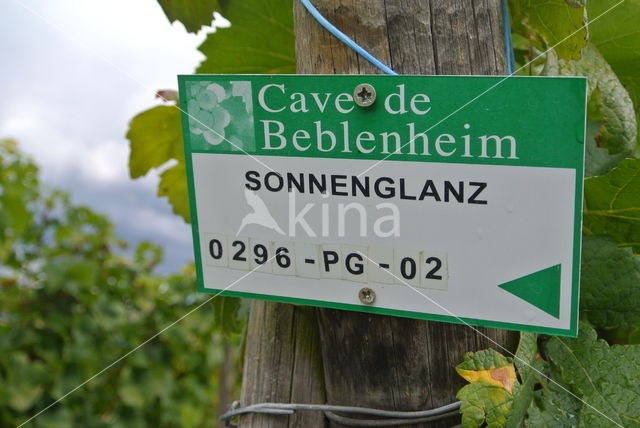 Cave de
Beblenheim
SONNENGLANZ
kina
0296-PG-02